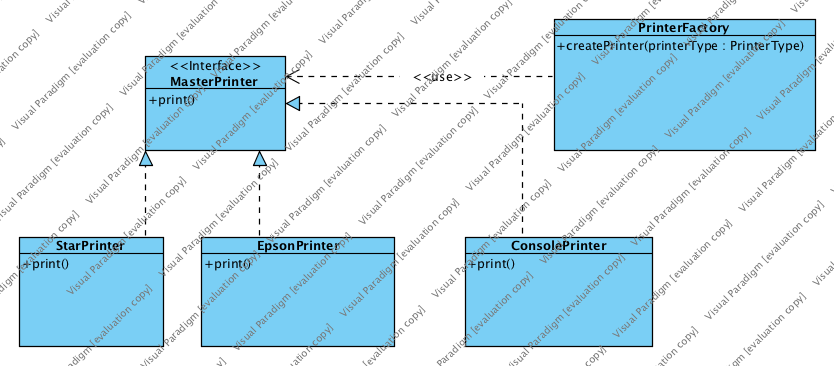 PrinterFactory
+createPrinter(printerType : PrinterType)
<<Interface>>
MasterPrinter
+print()
<<use>>
StarPrinter
+print()
EpsonPrinter
+print()
ConsolePrinter
+print()
Visual Paradigm [evaluation copy]